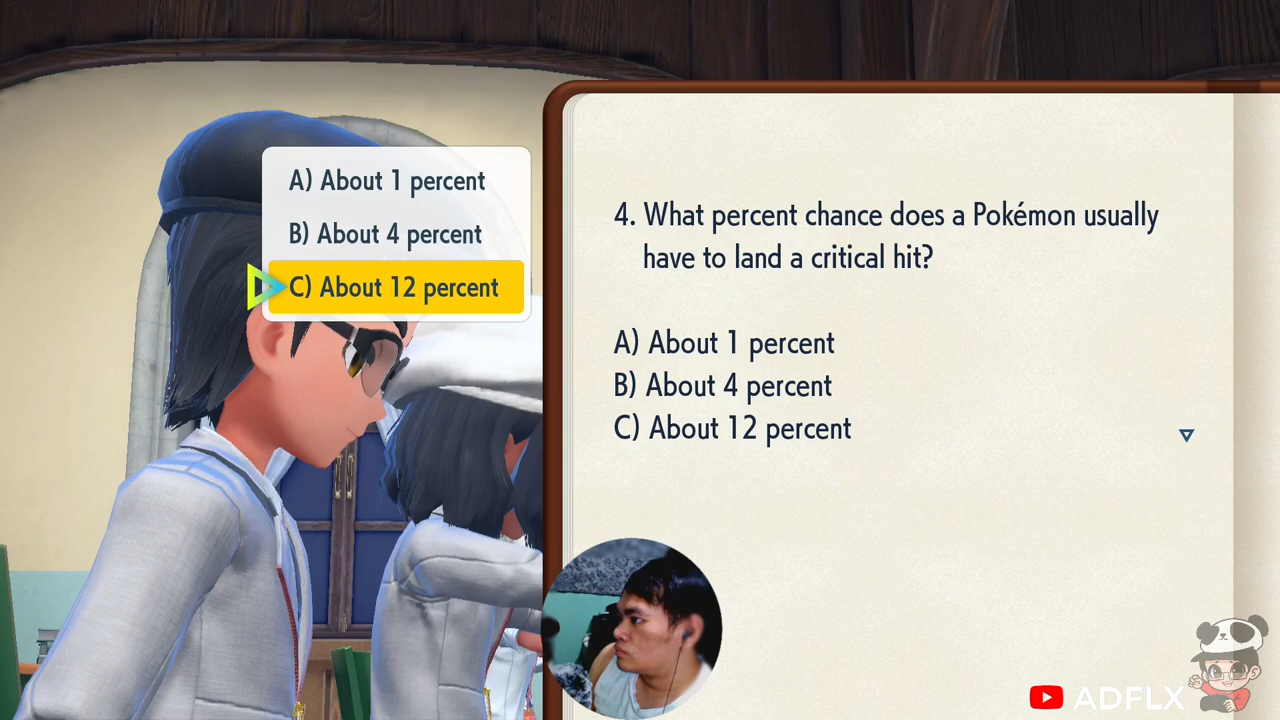 A) About 1 percent
B) About 4 percent
C) About 12 percent
4. What percent chance does a Pokémon usually
have to land a critical hit?
A) About 1 percent
B) About 4 percent
C) About 12 percent
ADFLX